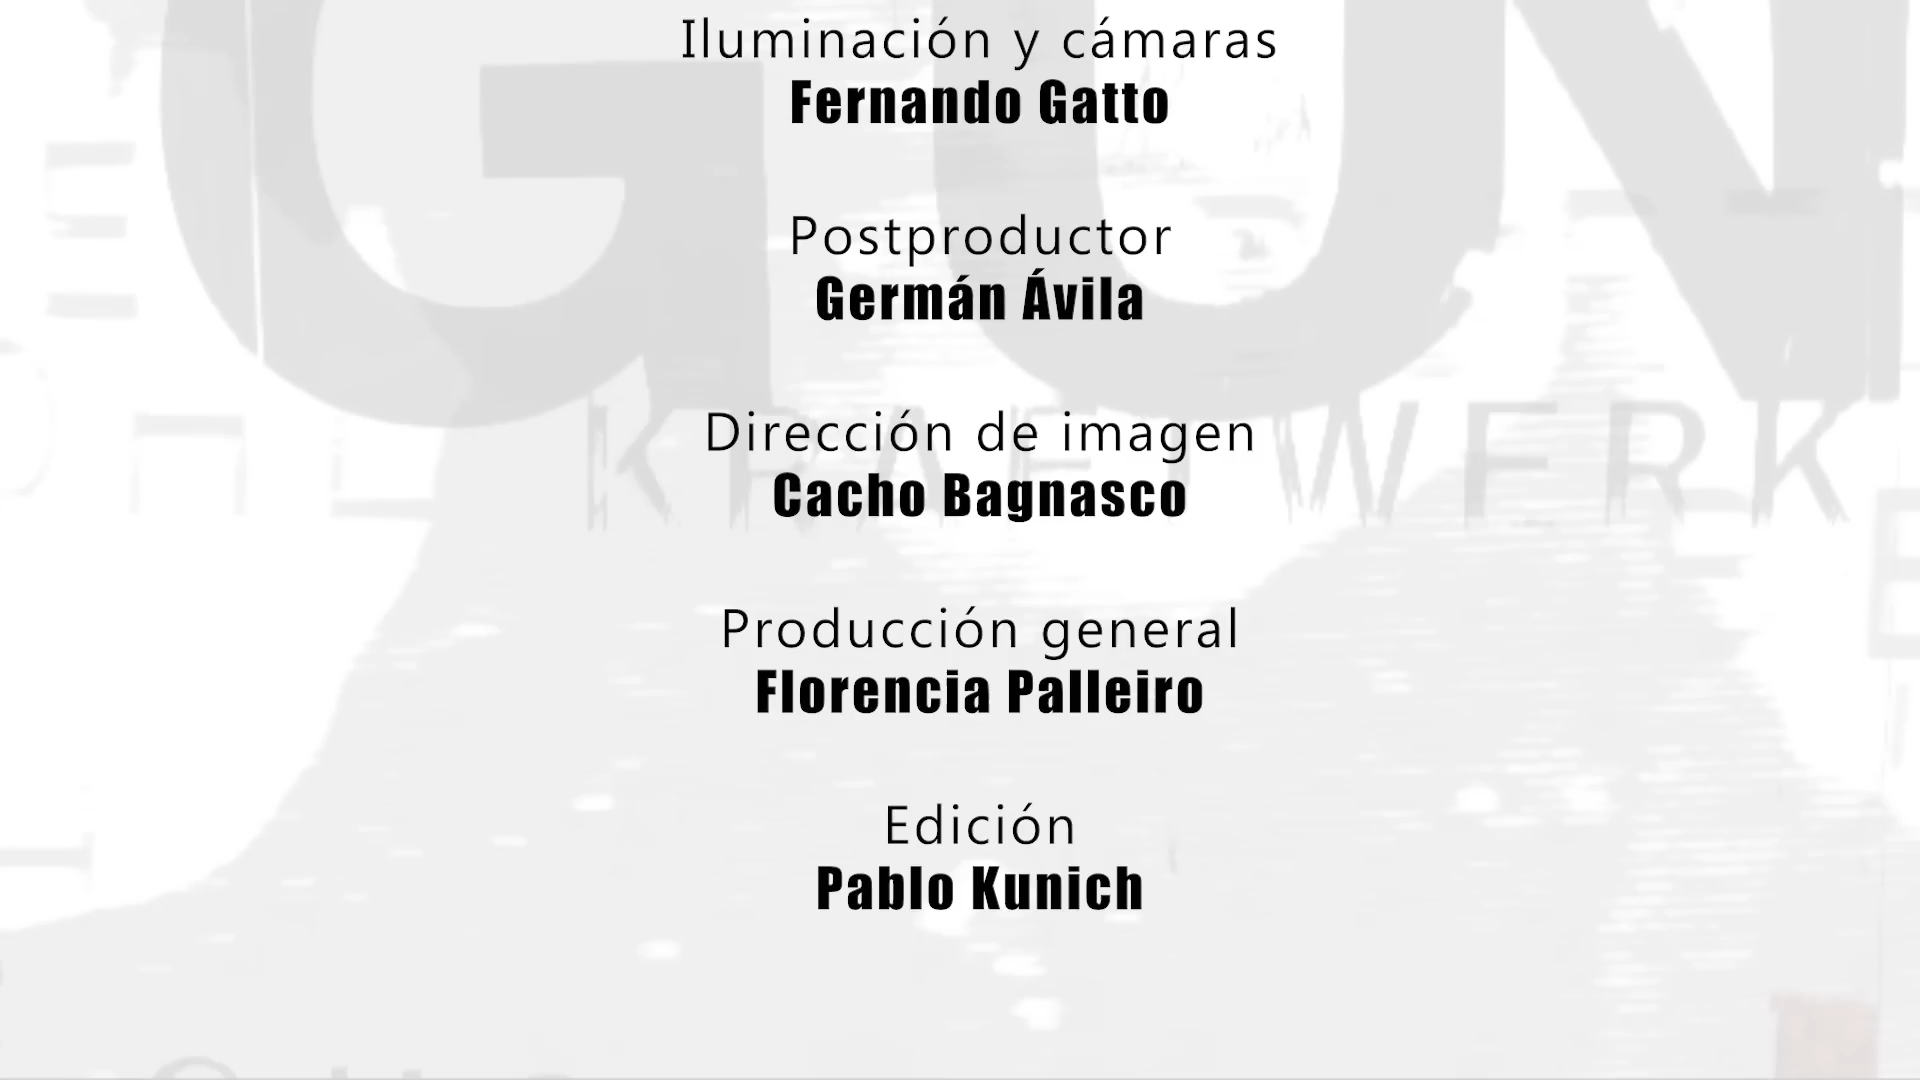 Iluminación y cámaras
Fernando Gatto
Postproductor
Germán Ávila
Dirección de imagen
Cacho Bagnasco
Producción general
Florencia Palleiro
Edición
Pablo Kunich
KRAFTWERK